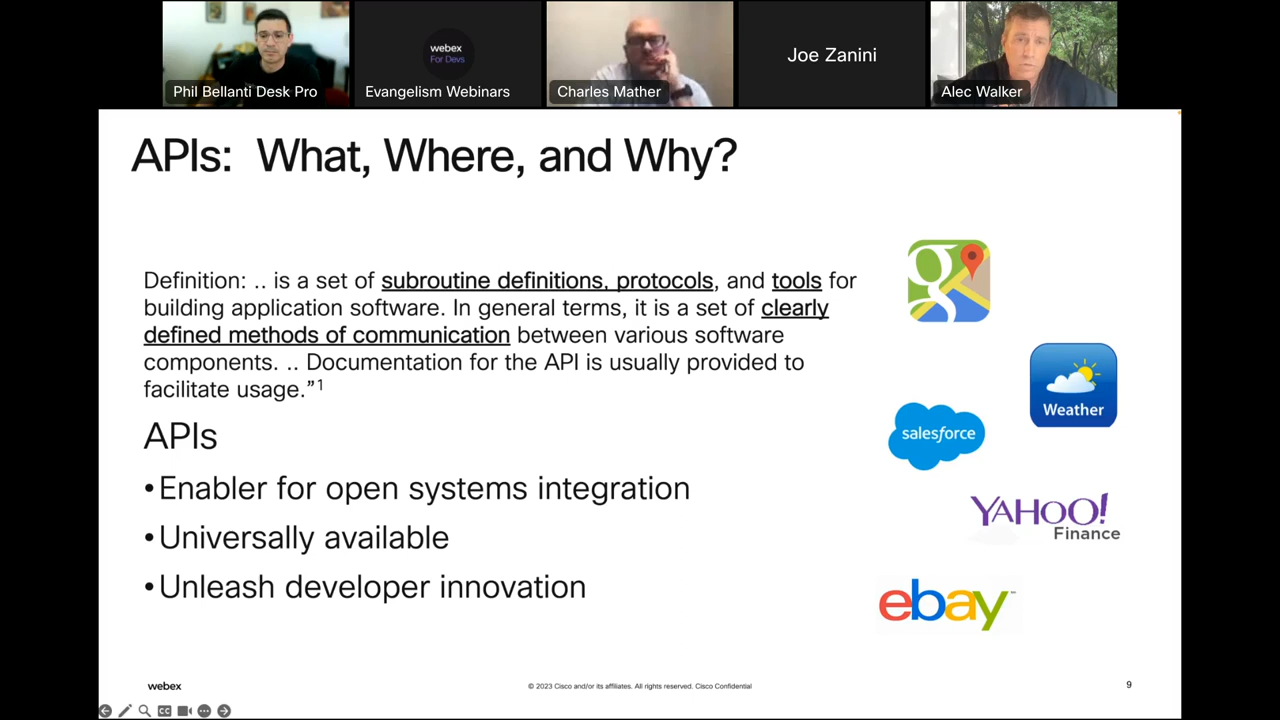 webex
For Devs
Joe Zanini
Phil Bellanti Desk Pro
Evangelism Webinars
Charles Mather
Alec Walker
APIs: What, Where, and Why?
Definition: .. is a set of subroutine definitions, protocols, and tools for
building application software. In general terms, it is a set of clearly
defined methods of communication between various software
components. .. Documentation for the API is usually provided to
facilitate usage.”1
APIs
•Enabler for open systems integration
•Universally available
•Unleash developer innovation
g
Weather
salesforce
YAHOO!
Finance
ebay™
webex
© 2023 Cisco and/or its affiliates. All rights reserved. Cisco Confidential
9
CC